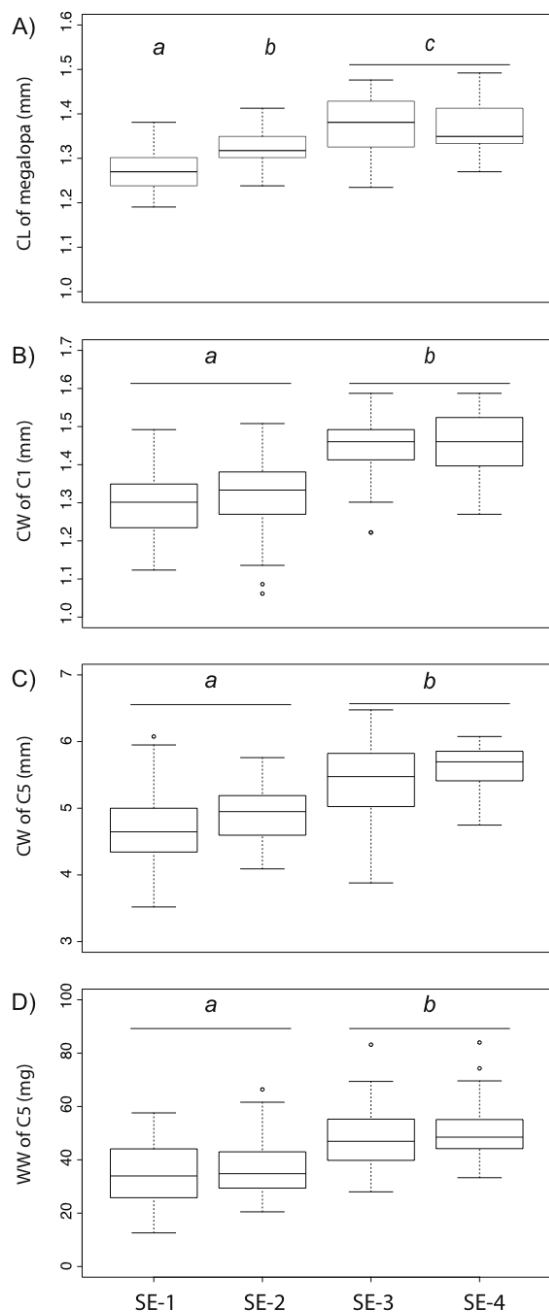 A)
a b c
CL of megalopa (mm)
1.6
1.5
1.4
1.3
1.2
1.1
1.0
B)
a b
CW of C1 (mm)
1.7
1.6
1.5
1.4
1.3
1.2
1.1
1.0
C)
a b
CW of C5 (mm)
7
6
5
4
3
D)
a b
WW of C5 (mg)
100
80
60
40
20
0
SE-1 SE-2 SE-3 SE-4